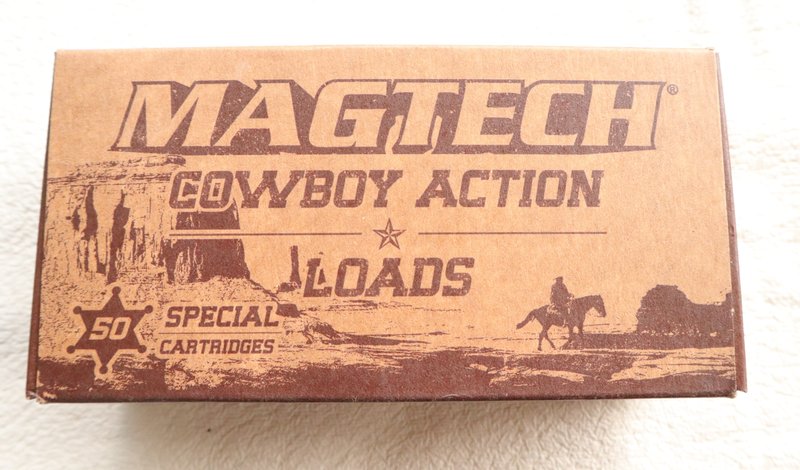 MAGTECH®
COWBOY ACTION
LOADS
50
SPECIAL
CARTRIDGES